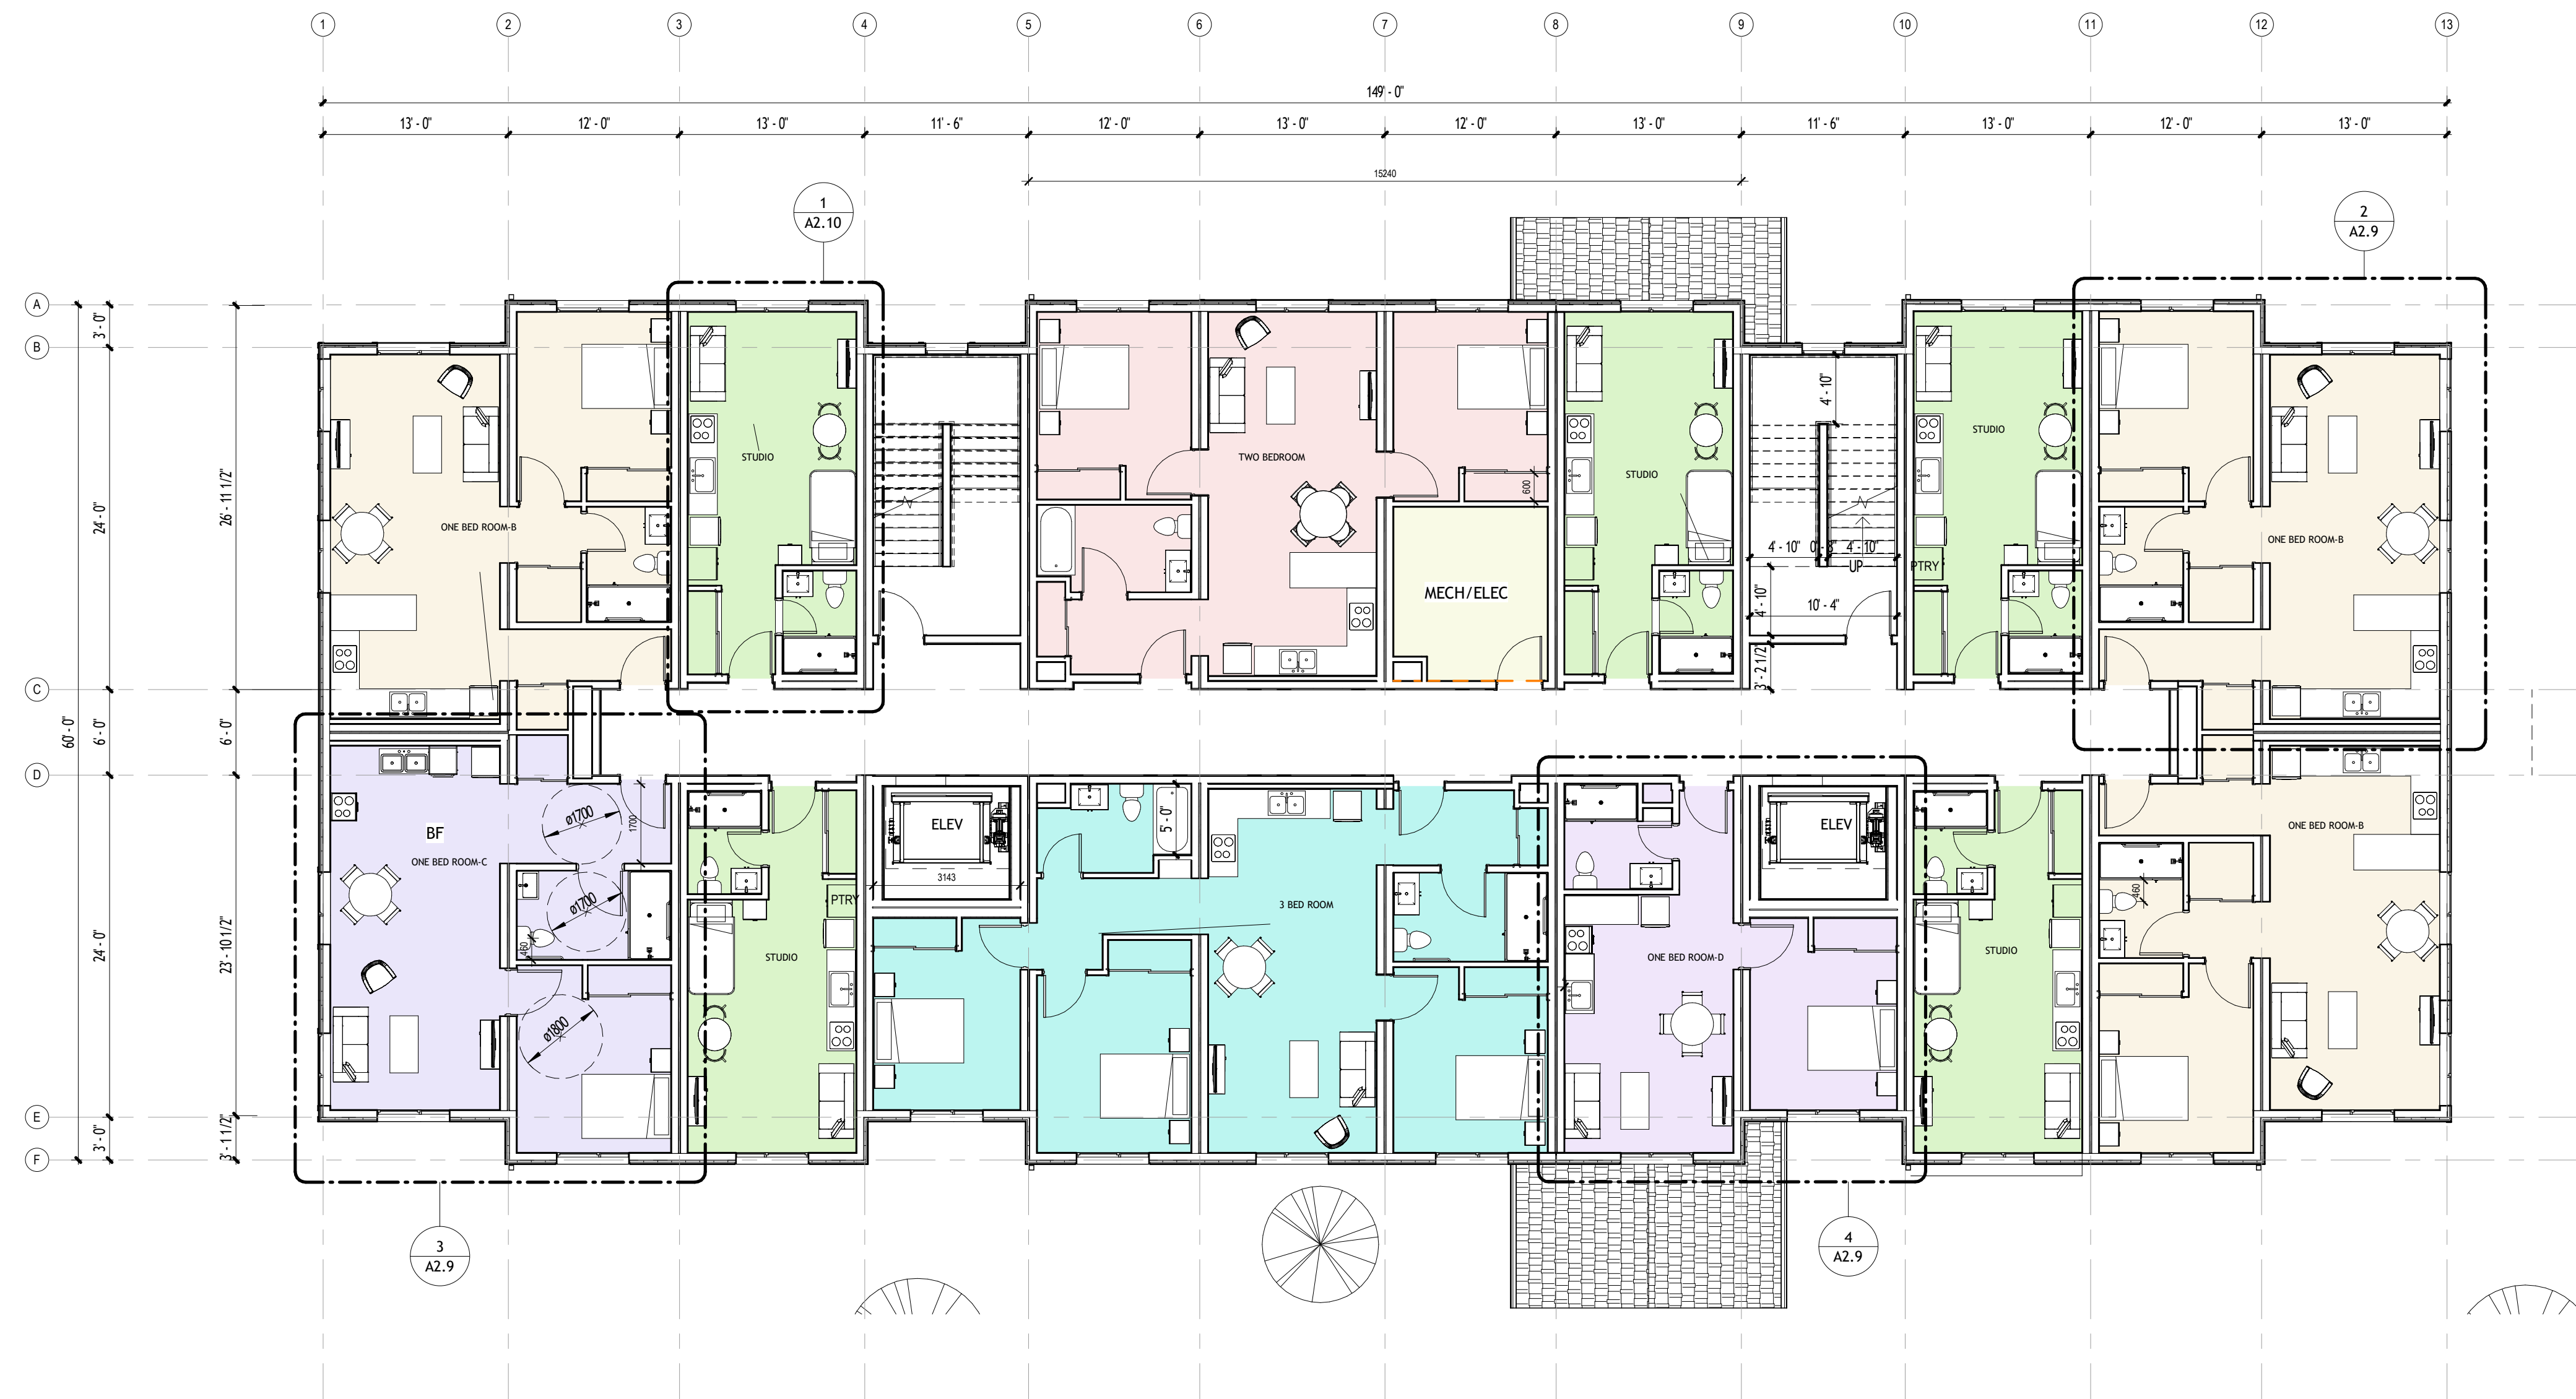 1 2 3 4 5 6 7 8 9 10 11 12 13
149' - 0"
13' - 0" 12' - 0" 13' - 0" 11' - 6" 12' - 0" 13' - 0" 12' - 0" 13' - 0" 11' - 6" 13' - 0" 12' - 0" 13' - 0"
15240
1
A2.10
2
A2.9
A
3' - 0"
B
4' - 10"
STUDIO
TWO BEDROOM
STUDIO
STUDIO
600
24' - 0"
26' - 11 1/2"
ONE BED ROOM-B
ONE BED ROOM-B
4' - 10" 0' - 8" 4' - 10"
UP
PTRY
MECH/ELEC
4' - 10"
10' - 4"
3' - 2 1/2"
C
60' - 0"
6' - 0"
6' - 0"
D
ø1700
1700
BF
ONE BED ROOM-C
ELEV
5' - 0"
ELEV
ONE BED ROOM-B
3143
ø1700
460
PTRY
3 BED ROOM
460
24' - 0"
23' - 10 1/2"
STUDIO
ONE BED ROOM-D
STUDIO
ø1800
E
3' - 0"
3' - 1 1/2"
F
3
A2.9
4
A2.9